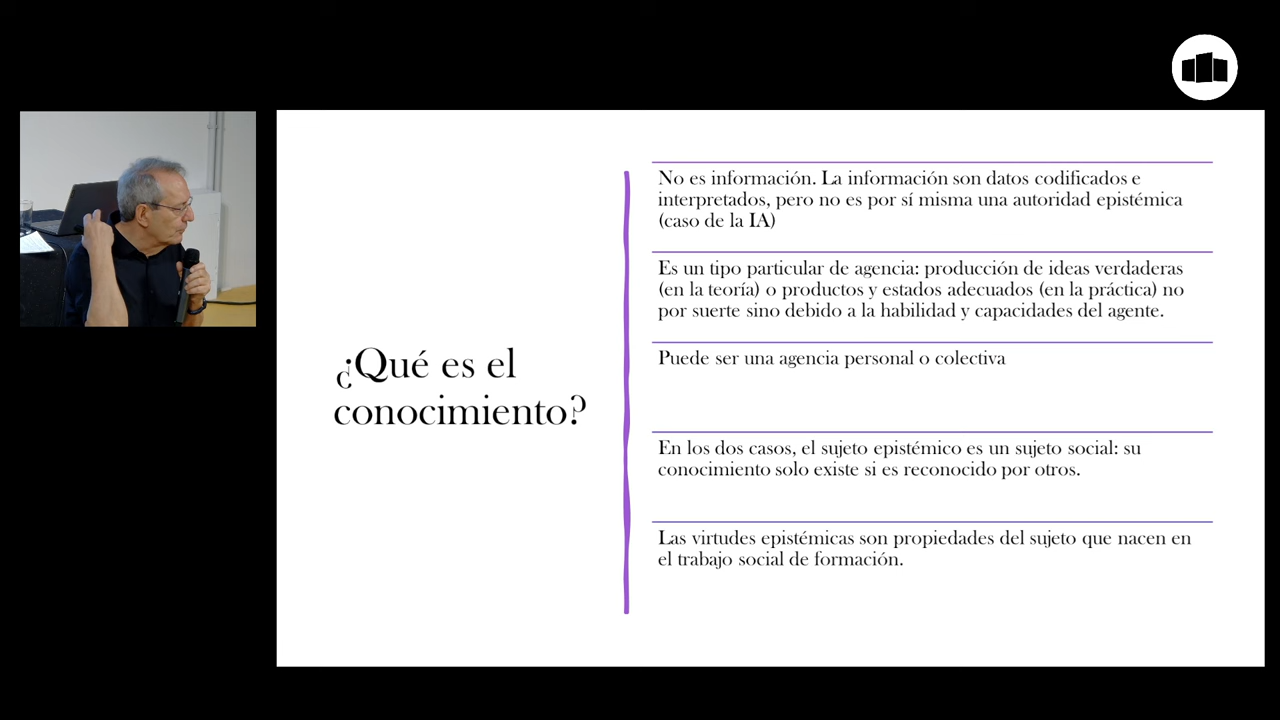 ¿Qué es el
conocimiento?
No es información. La información son datos codificados e
interpretados, pero no es por sí misma una autoridad epistémica
(caso de la IA)
Es un tipo particular de agencia: producción de ideas verdaderas
(en la teoría) o productos y estados adecuados (en la práctica) no
por suerte sino debido a la habilidad y capacidades del agente.
Puede ser una agencia personal o colectiva
En los dos casos, el sujeto epistémico es un sujeto social: su
conocimiento solo existe si es reconocido por otros.
Las virtudes epistémicas son propiedades del sujeto que nacen en
el trabajo social de formación.